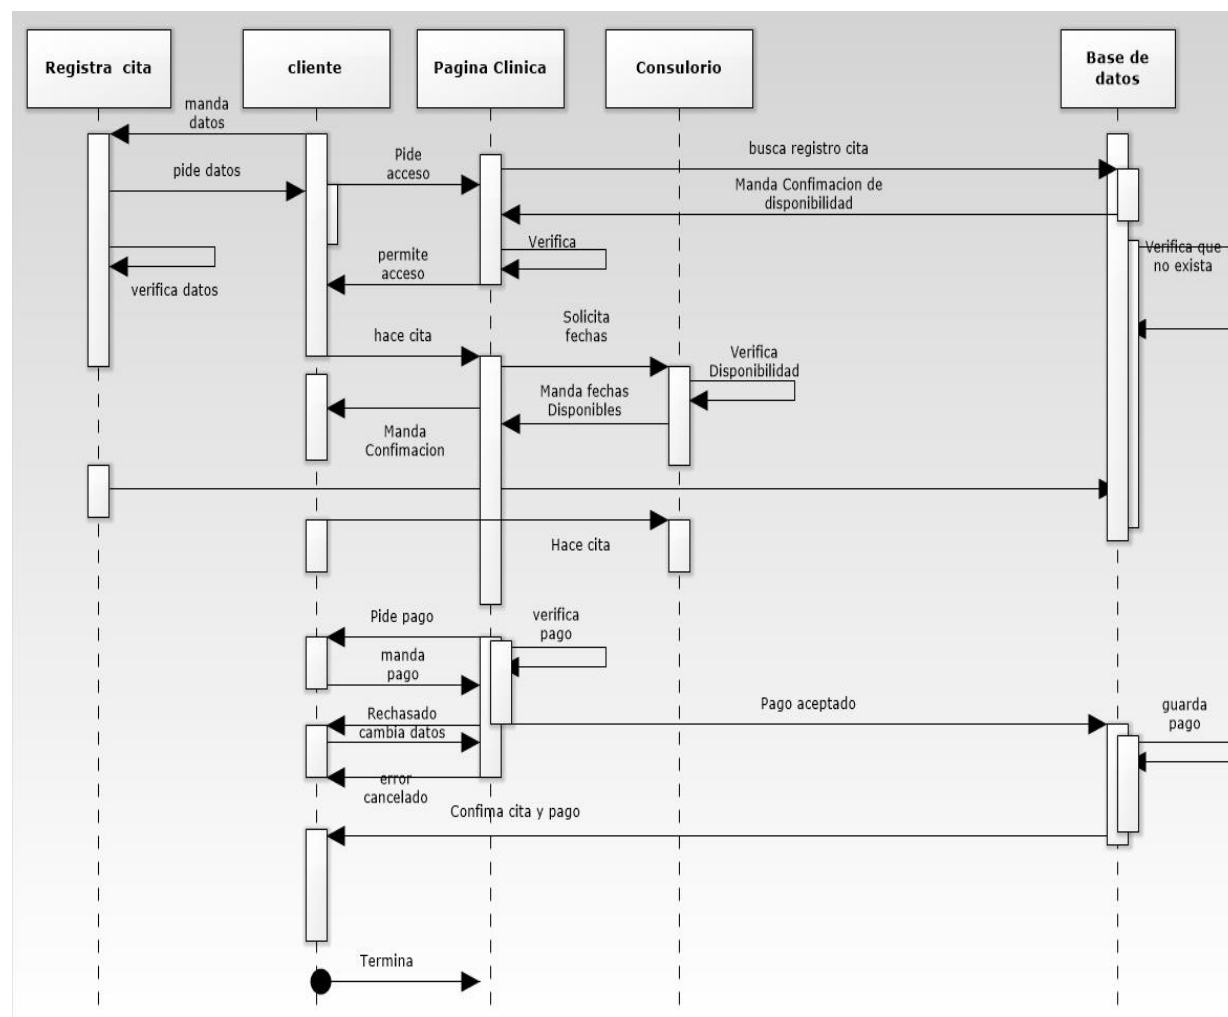 Registra cita
cliente
Pagina Clinica
Consulorio
Base de
datos
manda
datos
Pide
acceso
busca registro cita
pide datos
Manda Confimacion de
disponibilidad
Verifica
permite
acceso
Verifica que
no exista
verifica datos
Solicita
fechas
hace cita
Verifica
Disponibilidad
Manda fechas
Disponibles
Manda
Confimacion
Hace cita
Pide pago
verifica
pago
manda
pago
Pago aceptado
guarda
pago
Rechasado
cambia datos
error
cancelado
Confima cita y pago
Termina